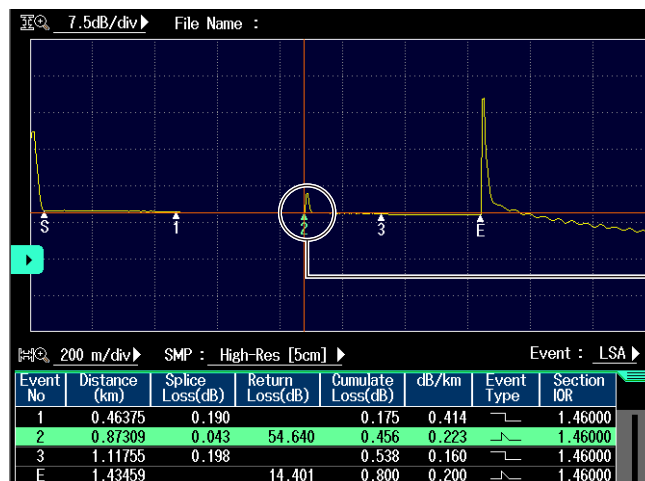 7.5dB/div File Name :
S 1 2 3 E
200 m/div SMP : High-Res [5cm] Event : LSA
Event No Distance (km) Splice Loss(dB) Return Loss(dB) Cumulate Loss(dB) dB/km Event Type Section IOR
1 0.46375 0.190 0.175 0.414 1.46000
2 0.87309 0.043 54.640 0.456 0.223 1.46000
3 1.11755 0.198 0.538 0.160 1.46000
E 1.43459 14.401 0.800 0.200 1.46000